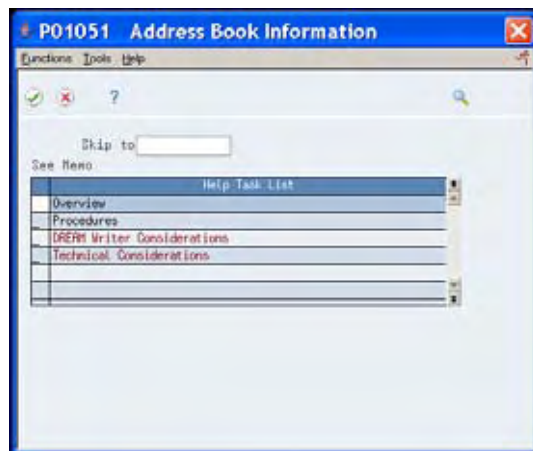 P01051 Address Book Information
Functions Tools Help
?
Skip to
See Memo
Help Task List
Overview
Procedures
DREAM Writer Considerations
Technical Considerations